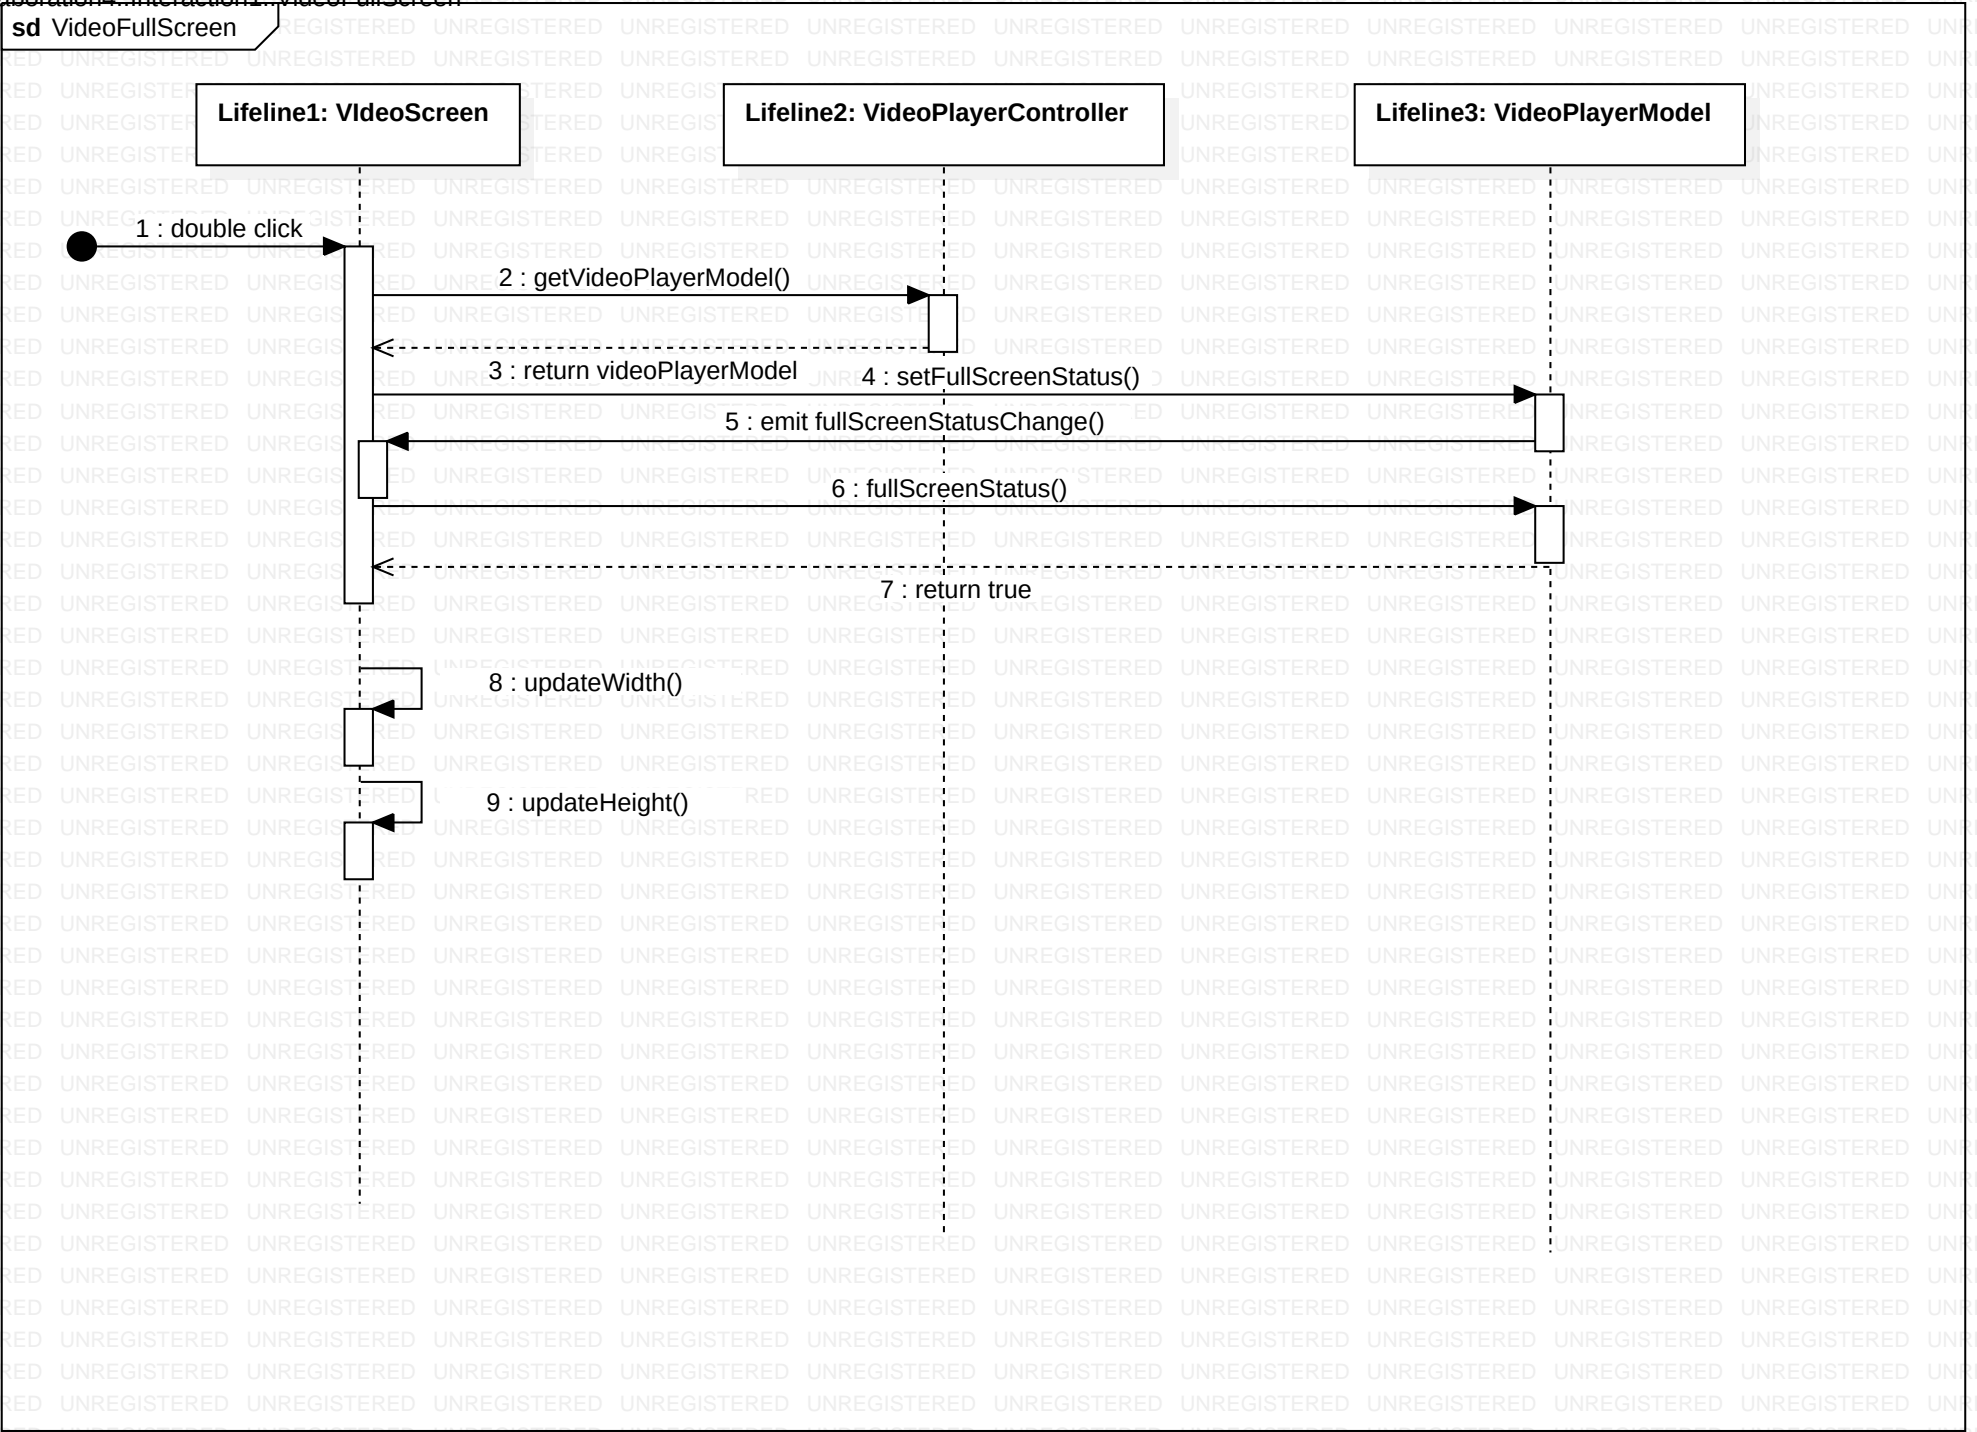 sd VideoFullScreen
Lifeline1: VIdeoScreen
Lifeline2: VideoPlayerController
Lifeline3: VideoPlayerModel
1 : double click
2 : getVideoPlayerModel()
3 : return videoPlayerModel
4 : setFullScreenStatus()
5 : emit fullScreenStatusChange()
6 : fullScreenStatus()
7 : return true
8 : updateWidth()
9 : updateHeight()
UNREGISTERED